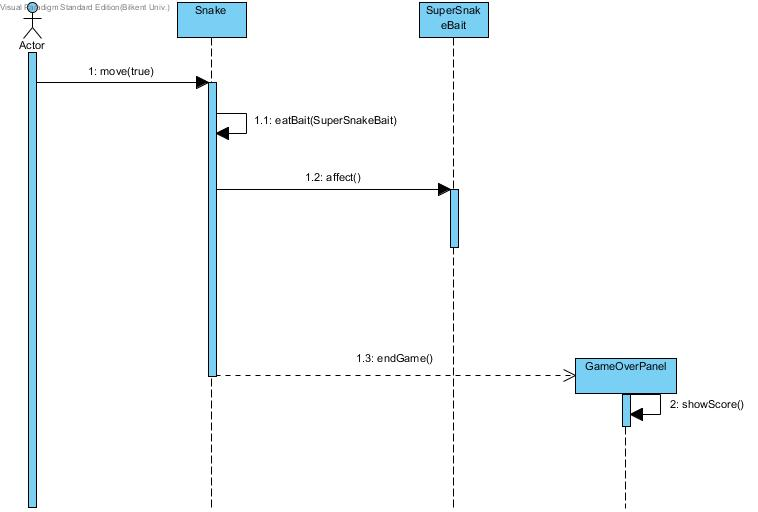 Visual Paradigm Standard Edition(Bilkent Univ.)
Snake
SuperSnak
eBait
Actor
1: move(true)
1.1: eatBait(SuperSnakeBait)
1.2: affect()
1.3: endGame()
GameOverPanel
2: showScore()